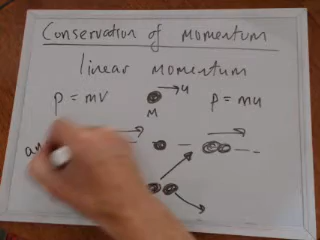 Conservation of momentum
linear momentum
p = mv → u p = mu
M